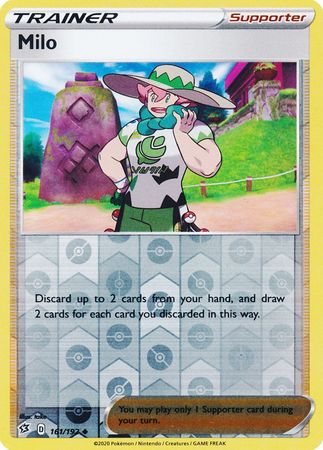 TRAINER Supporter
Milo
Discard up to 2 cards from your hand, and draw
2 cards for each card you discarded in this way.
You may play only 1 Supporter card during
your turn.
D 161/192
©2020 Pokémon / Nintendo / Creatures / GAME FREAK